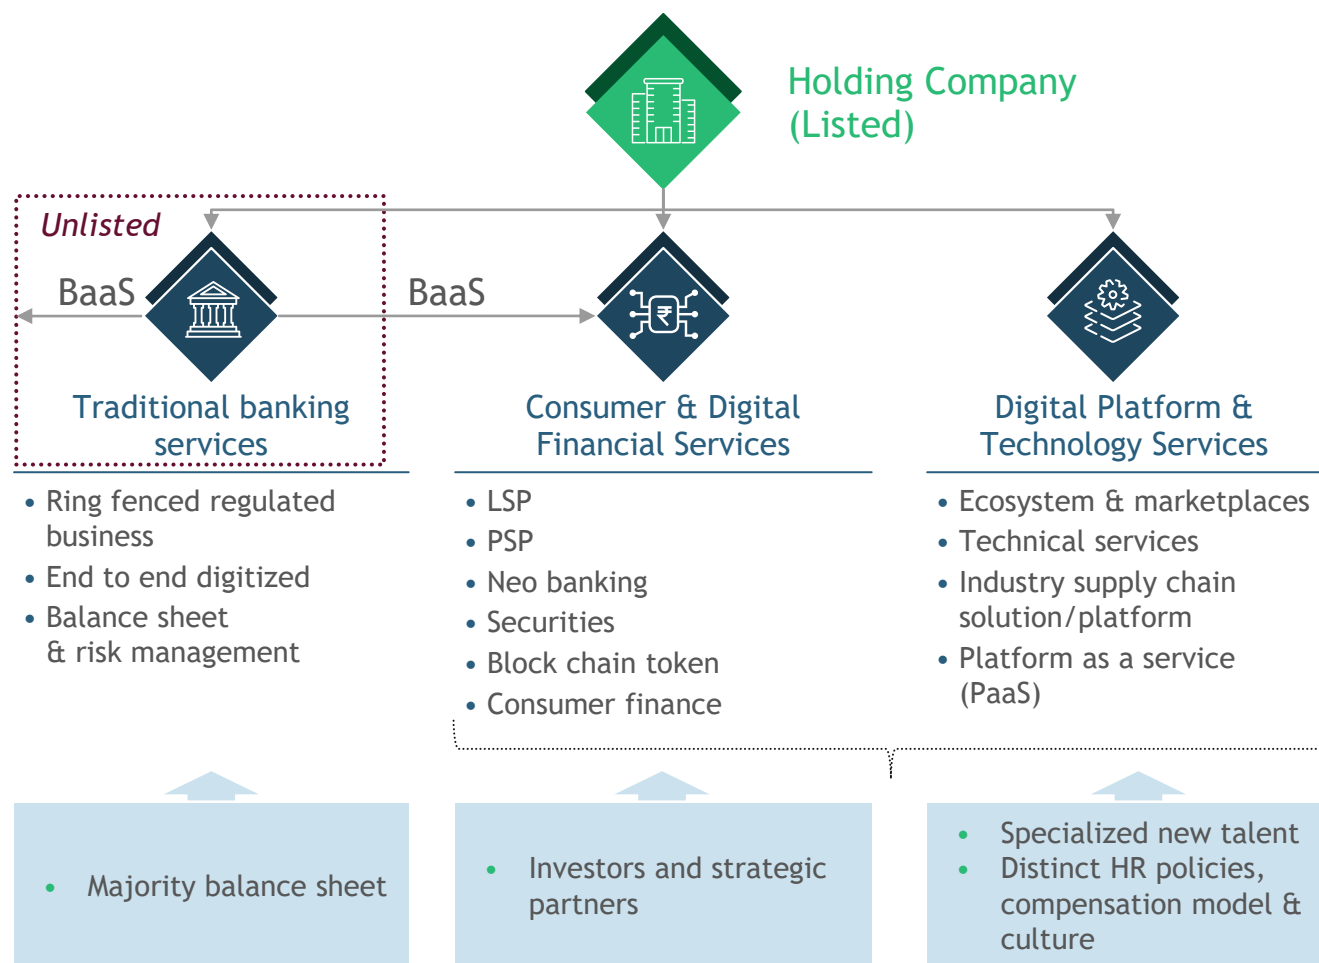 Holding Company
(Listed)
Unlisted
BaaS
BaaS
₹
Traditional banking
services
• Ring fenced regulated
business
• End to end digitized
• Balance sheet
& risk management
Consumer & Digital
Financial Services
• LSP
• PSP
• Neo banking
• Securities
• Block chain token
• Consumer finance
Digital Platform &
Technology Services
• Ecosystem & marketplaces
• Technical services
• Industry supply chain
solution/platform
• Platform as a service
(PaaS)
• Majority balance sheet
• Investors and strategic
partners
• Specialized new talent
• Distinct HR policies,
compensation model &
culture